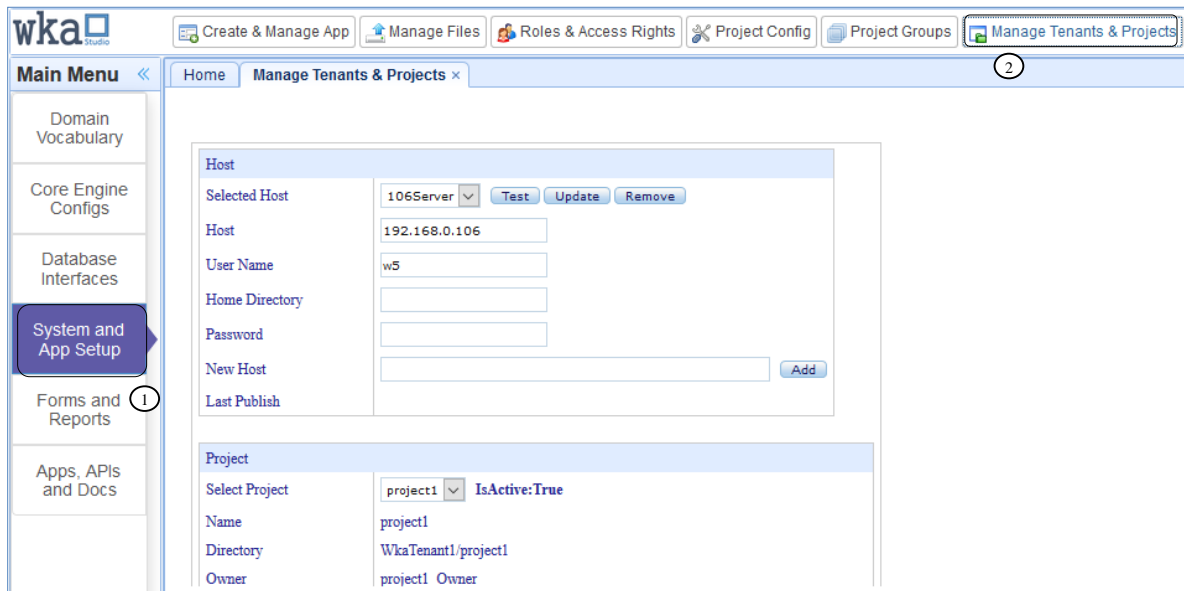 wka
Studio
Create & Manage App Manage Files Roles & Access Rights Project Config Project Groups Manage Tenants & Projects
2
Main Menu «
Home Manage Tenants & Projects ×
Domain
Vocabulary
Core Engine
Configs
Database
Interfaces
System and
App Setup
Forms and
Reports
1
Apps, APIs
and Docs
Host
Selected Host 106Server Test Update Remove
Host 192.168.0.106
User Name w5
Home Directory
Password
New Host Add
Last Publish
Project
Select Project project1 IsActive:True
Name project1
Directory WkaTenant1/project1
Owner project1_Owner